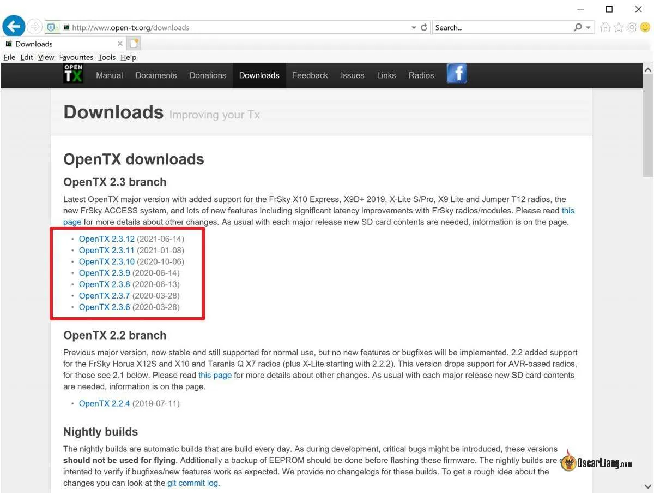 http://www.open-tx.org/downloads
Search...
Downloads
File Edit View Favourites Tools Help
OPEN TX Manual Documents Donations Downloads Feedback Issues Links Radios f
Downloads Improving your Tx
OpenTX downloads
OpenTX 2.3 branch
Latest OpenTX major version with added support for the FrSky X10 Express, X9D+ 2019, X-Lite S/Pro, X9 Lite and Jumper T12 radios, the
new FrSky ACCESS system, and lots of new features including significant latency improvements with FrSky radios/modules. Please read this
page for more details about other changes. As usual with each major release new SD card contents are needed, information is on the page.
OpenTX 2.3.12 (2021-06-14)
OpenTX 2.3.11 (2021-01-08)
OpenTX 2.3.10 (2020-10-06)
OpenTX 2.3.9 (2020-06-14)
OpenTX 2.3.8 (2020-06-13)
OpenTX 2.3.7 (2020-03-28)
OpenTX 2.3.6 (2020-03-28)
OpenTX 2.2 branch
Previous major version, now stable and still supported for normal use, but no new features or bugfixes will be implemented. 2.2 added support
for the FrSky Horus X12S and X10 and Taranis Q X7 radios (plus X-Lite starting with 2.2.2). This version drops support for AVR-based radios,
for those see 2.1 below. Please read this page for more details about other changes. As usual with each major release new SD card contents
are needed, information is on the page.
OpenTX 2.2.4 (2019-07-11)
Nightly builds
The nightly builds are automatic builds that are build every day. As during development, critical bugs might be introduced, these versions
should not be used for flying. Additionally a backup of EEPROM should be done before flashing these firmware. The nightly builds are
intended to verify if bugfixes/new features work as expected. We provide no changelogs for these builds. To get a rough idea about the
changes you can look at the git commit log.
OscarLiang.com